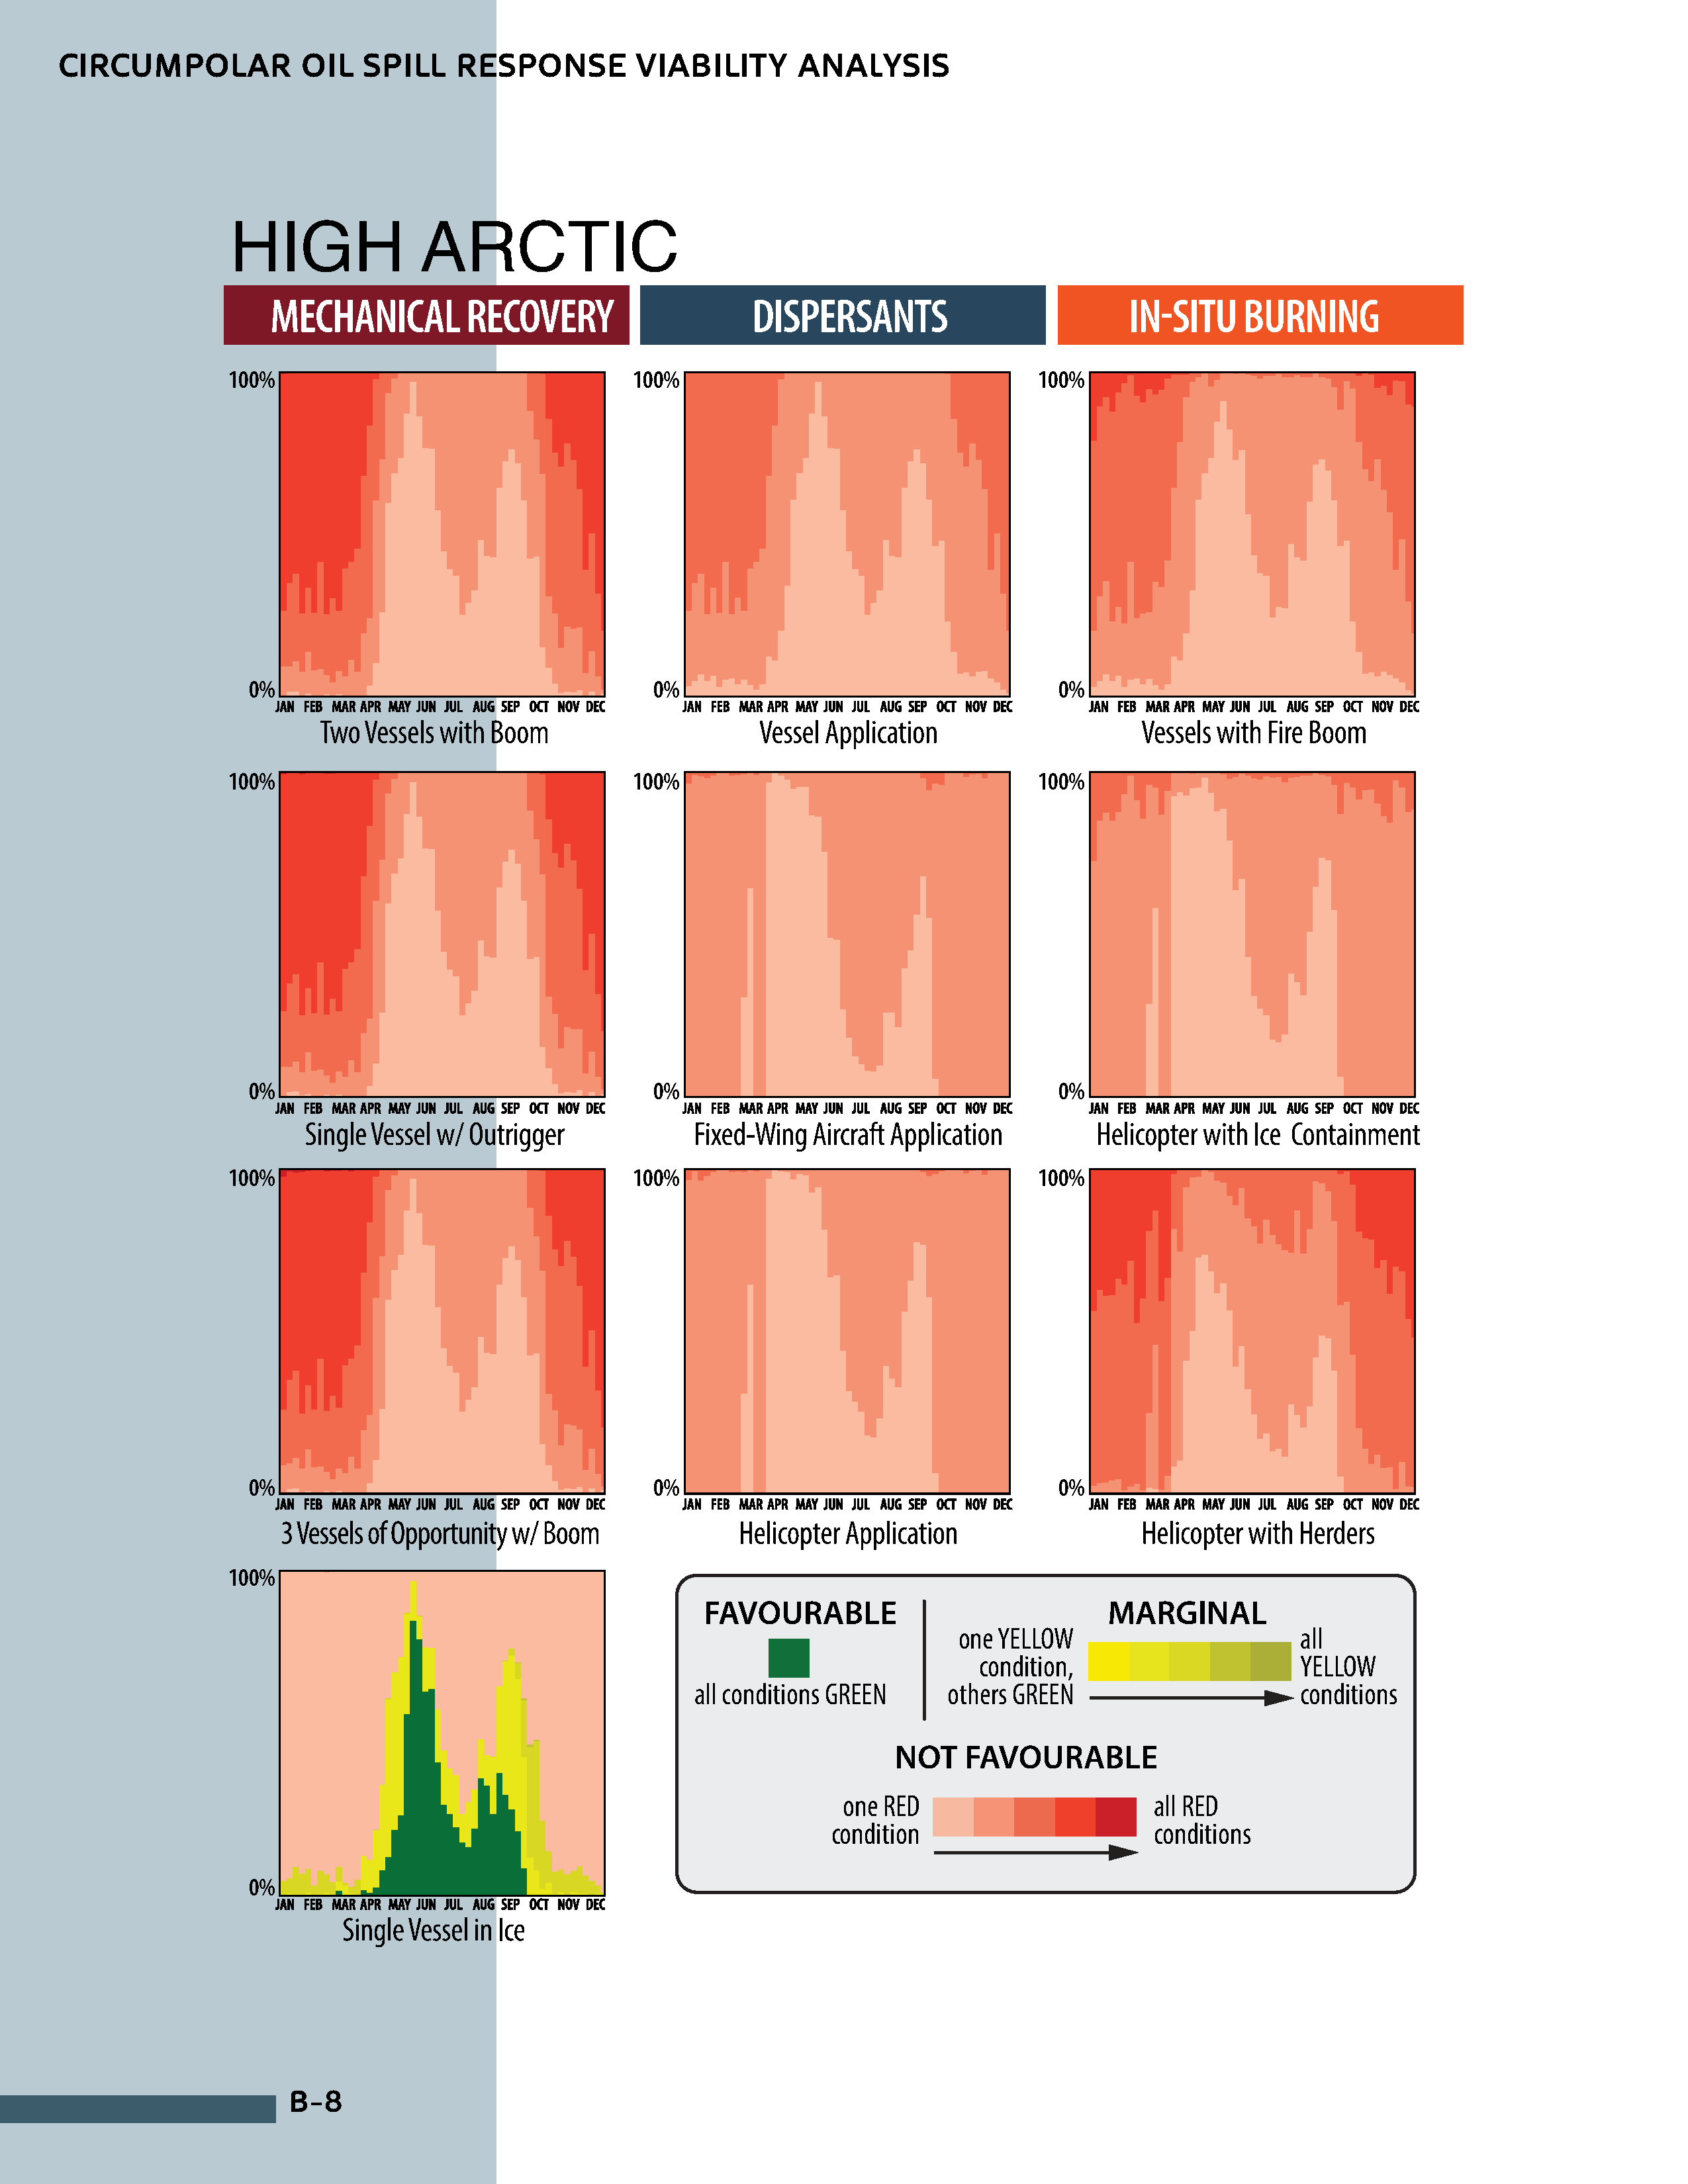 CIRCUMPOLAR OIL SPILL RESPONSE VIABILITY ANALYSIS
HIGH ARCTIC
MECHANICAL RECOVERY
DISPERSANTS
IN-SITU BURNING
100%
0%
JAN FEB MAR APR MAY JUN JUL AUG SEP OCT NOV DEC
Two Vessels with Boom
100%
0%
JAN FEB MAR APR MAY JUN JUL AUG SEP OCT NOV DEC
Vessel Application
100%
0%
JAN FEB MAR APR MAY JUN JUL AUG SEP OCT NOV DEC
Vessels with Fire Boom
100%
0%
JAN FEB MAR APR MAY JUN JUL AUG SEP OCT NOV DEC
Single Vessel w/ Outrigger
100%
0%
JAN FEB MAR APR MAY JUN JUL AUG SEP OCT NOV DEC
Fixed-Wing Aircraft Application
100%
0%
JAN FEB MAR APR MAY JUN JUL AUG SEP OCT NOV DEC
Helicopter with Ice Containment
100%
0%
JAN FEB MAR APR MAY JUN JUL AUG SEP OCT NOV DEC
3 Vessels of Opportunity w/ Boom
100%
0%
JAN FEB MAR APR MAY JUN JUL AUG SEP OCT NOV DEC
Helicopter Application
100%
0%
JAN FEB MAR APR MAY JUN JUL AUG SEP OCT NOV DEC
Helicopter with Herders
100%
0%
JAN FEB MAR APR MAY JUN JUL AUG SEP OCT NOV DEC
Single Vessel in Ice
FAVOURABLE
all conditions GREEN
MARGINAL
one YELLOW
condition,
others GREEN
all
YELLOW
conditions
NOT FAVOURABLE
one RED
condition
all RED
conditions
B-8